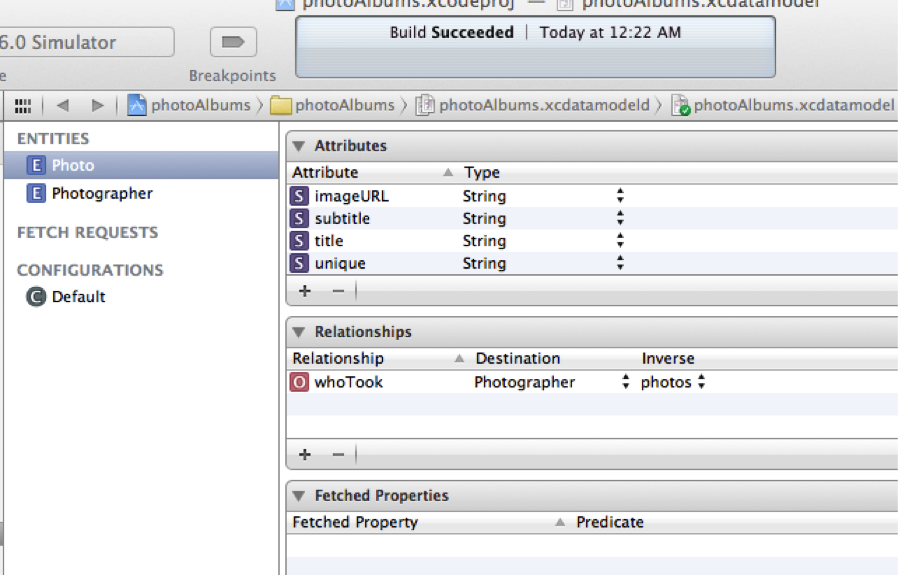 photoAlbums.xcodeproj — photoAlbums.xcdatamodel
6.0 Simulator
Build Succeeded | Today at 12:22 AM
Breakpoints
photoAlbums photoAlbums photoAlbums.xcdatamodeld photoAlbums.xcdatamodel
ENTITIES
E Photo
E Photographer
FETCH REQUESTS
CONFIGURATIONS
C Default
Attributes
Attribute Type
S imageURL String
S subtitle String
S title String
S unique String
+ −
Relationships
Relationship Destination Inverse
O whoTook Photographer photos
+ −
Fetched Properties
Fetched Property Predicate